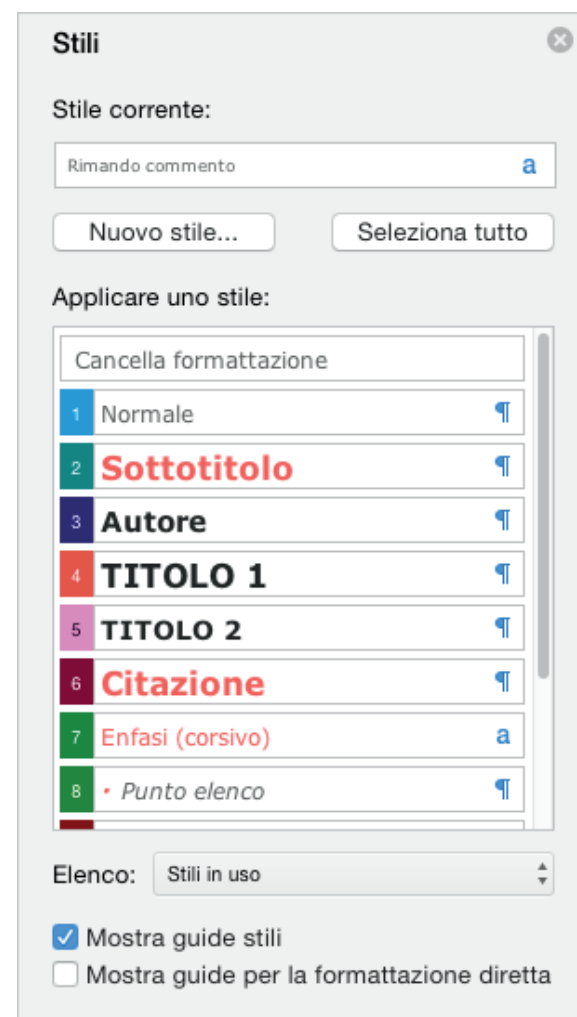 Stili
Stile corrente:
Rimando commento a
Nuovo stile... Seleziona tutto
Applicare uno stile:
Cancella formattazione
1 Normale ¶
2 Sottotitolo ¶
3 Autore ¶
4 TITOLO 1 ¶
5 TITOLO 2 ¶
6 Citazione ¶
7 Enfasi (corsivo) a
8 • Punto elenco ¶
Elenco: Stili in uso
Mostra guide stili
Mostra guide per la formattazione diretta